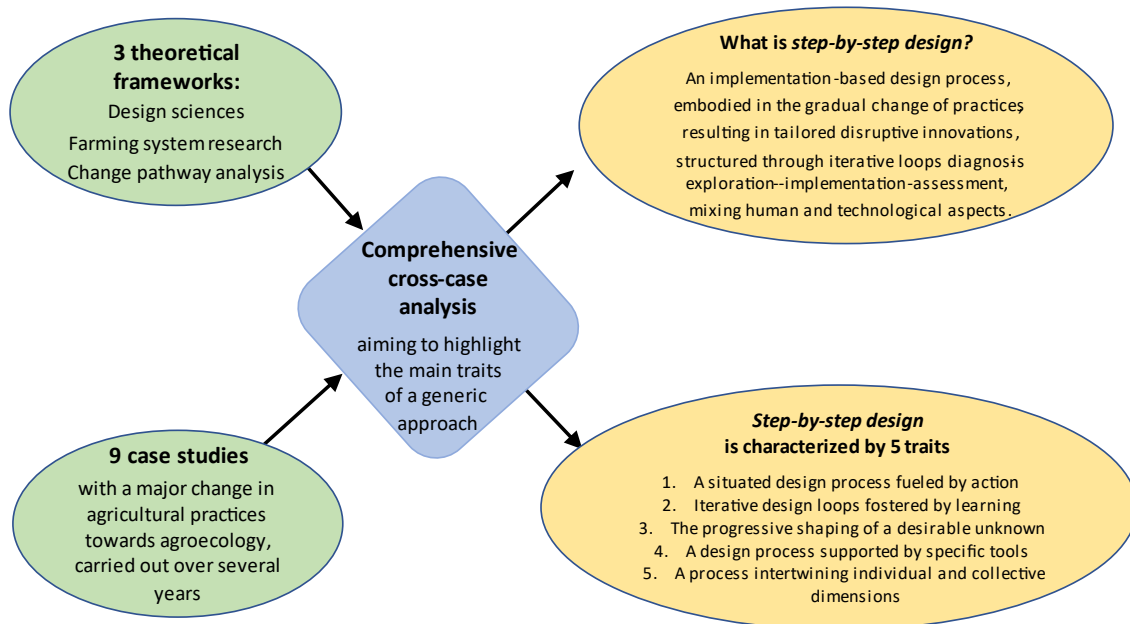 3 theoretical
frameworks:
Design sciences
Farming system research
Change pathway analysis
9 case studies
with a major change in
agricultural practices
towards agroecology,
carried out over several
years
Comprehensive
cross-case
analysis
aiming to highlight
the main traits
of a generic
approach
What is step-by-step design?
An implementation-based design process,
embodied in the gradual change of practices,
resulting in tailored disruptive innovations,
structured through iterative loops diagnosis-
exploration--implementation-assessment,
mixing human and technological aspects.
Step-by-step design
is characterized by 5 traits
1. A situated design process fueled by action
2. Iterative design loops fostered by learning
3. The progressive shaping of a desirable unknown
4. A design process supported by specific tools
5. A process intertwining individual and collective
dimensions